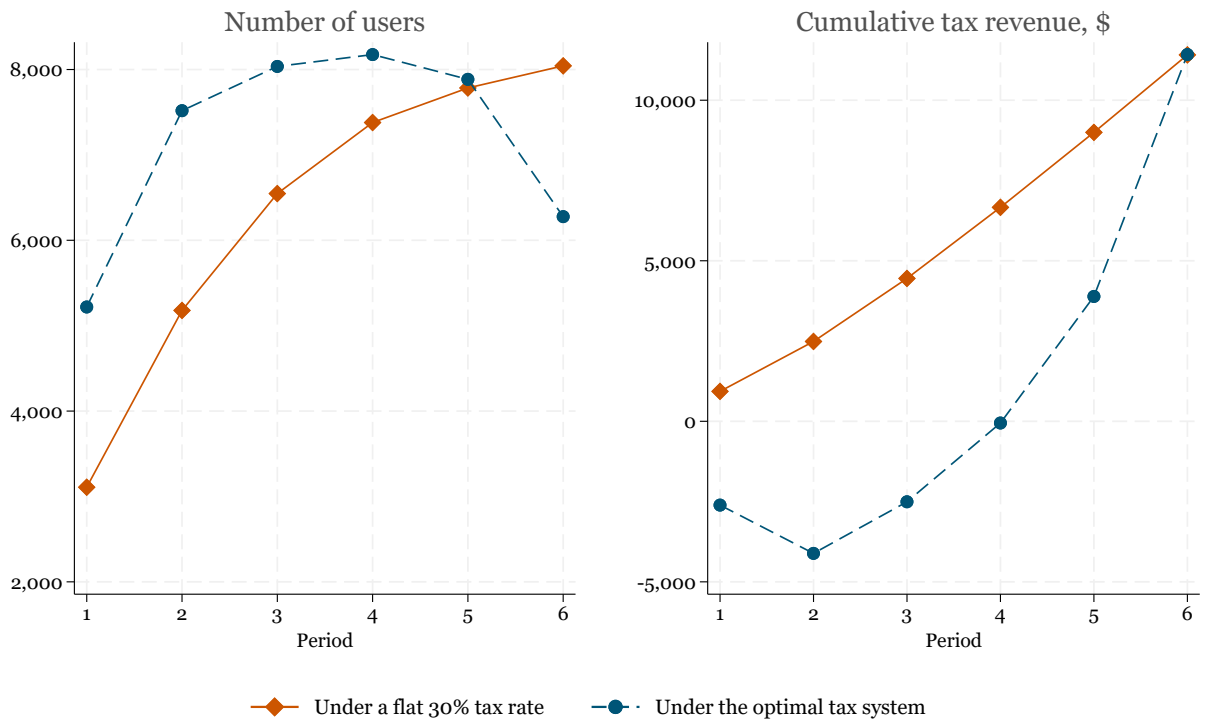 Number of users
8,000
6,000
4,000
2,000
1 2 3 4 5 6
Period
Cumulative tax revenue, $
10,000
5,000
0
-5,000
1 2 3 4 5 6
Period
Under a flat 30% tax rate Under the optimal tax system